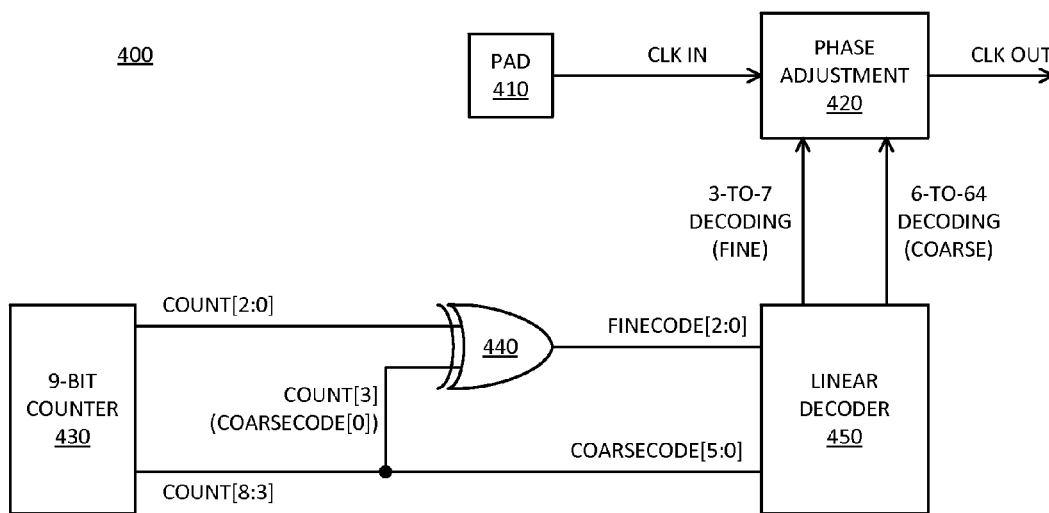 400
PAD
410
CLK IN
PHASE
ADJUSTMENT
420
CLK OUT
3-TO-7
DECODING
(FINE)
6-TO-64
DECODING
(COARSE)
9-BIT
COUNTER
430
COUNT[2:0]
440
COUNT[3]
(COARSECODE[0])
COUNT[8:3]
FINECODE[2:0]
COARSECODE[5:0]
LINEAR
DECODER
450